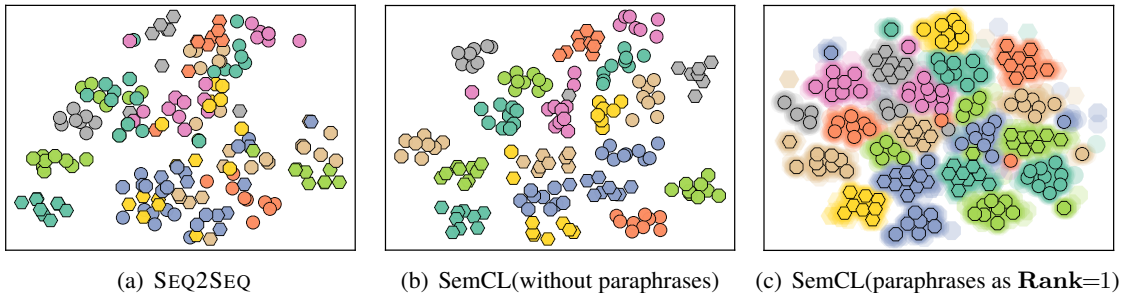 (a) SEQ2SEQ
(b) SemCL(without paraphrases)
(c) SemCL(paraphrases as Rank=1)